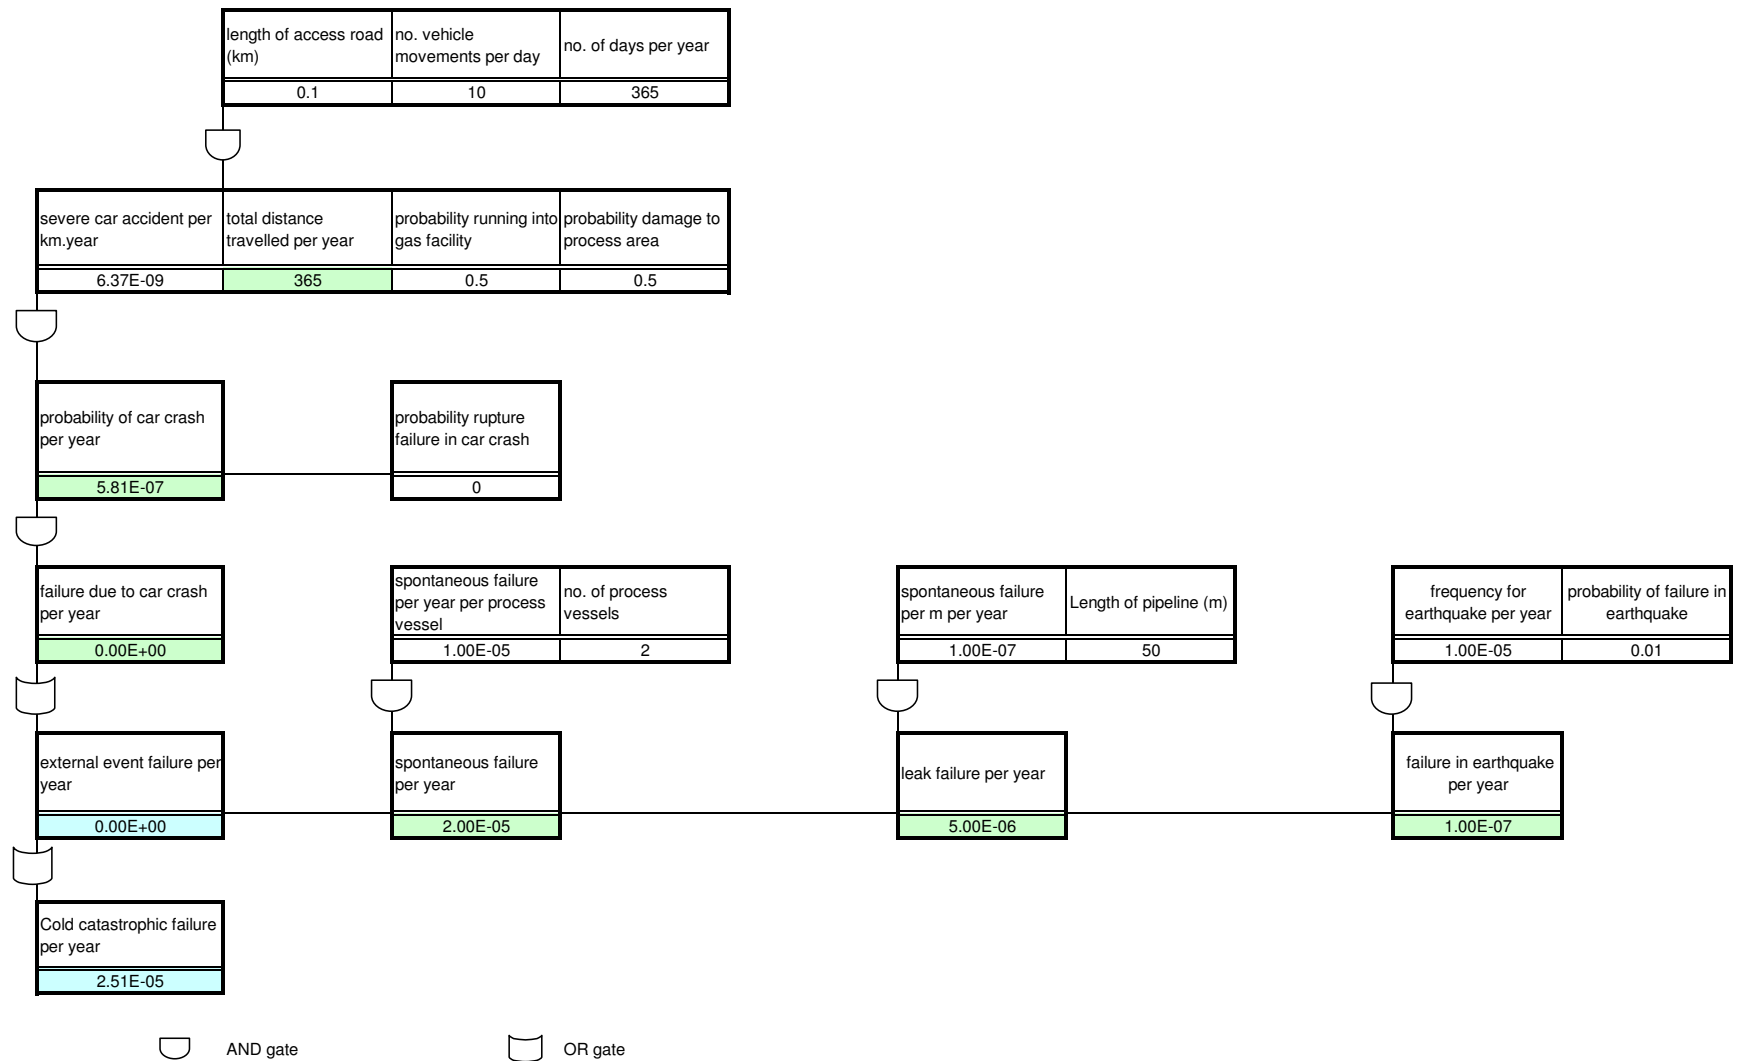 length of access road
(km)
no. vehicle
movements per day
no. of days per year
0.1
10
365
severe car accident per
km.year
total distance
travelled per year
probability running into
gas facility
probability damage to
process area
6.37E-09
365
0.5
0.5
probability of car crash
per year
probability rupture
failure in car crash
5.81E-07
0
failure due to car crash
per year
spontaneous failure
per year per process
vessel
no. of process
vessels
spontaneous failure
per m per year
Length of pipeline (m)
frequency for
earthquake per year
probability of failure in
earthquake
0.00E+00
1.00E-05
2
1.00E-07
50
1.00E-05
0.01
external event failure per
year
spontaneous failure
per year
leak failure per year
failure in earthquake
per year
0.00E+00
2.00E-05
5.00E-06
1.00E-07
Cold catastrophic failure
per year
2.51E-05
AND gate
OR gate